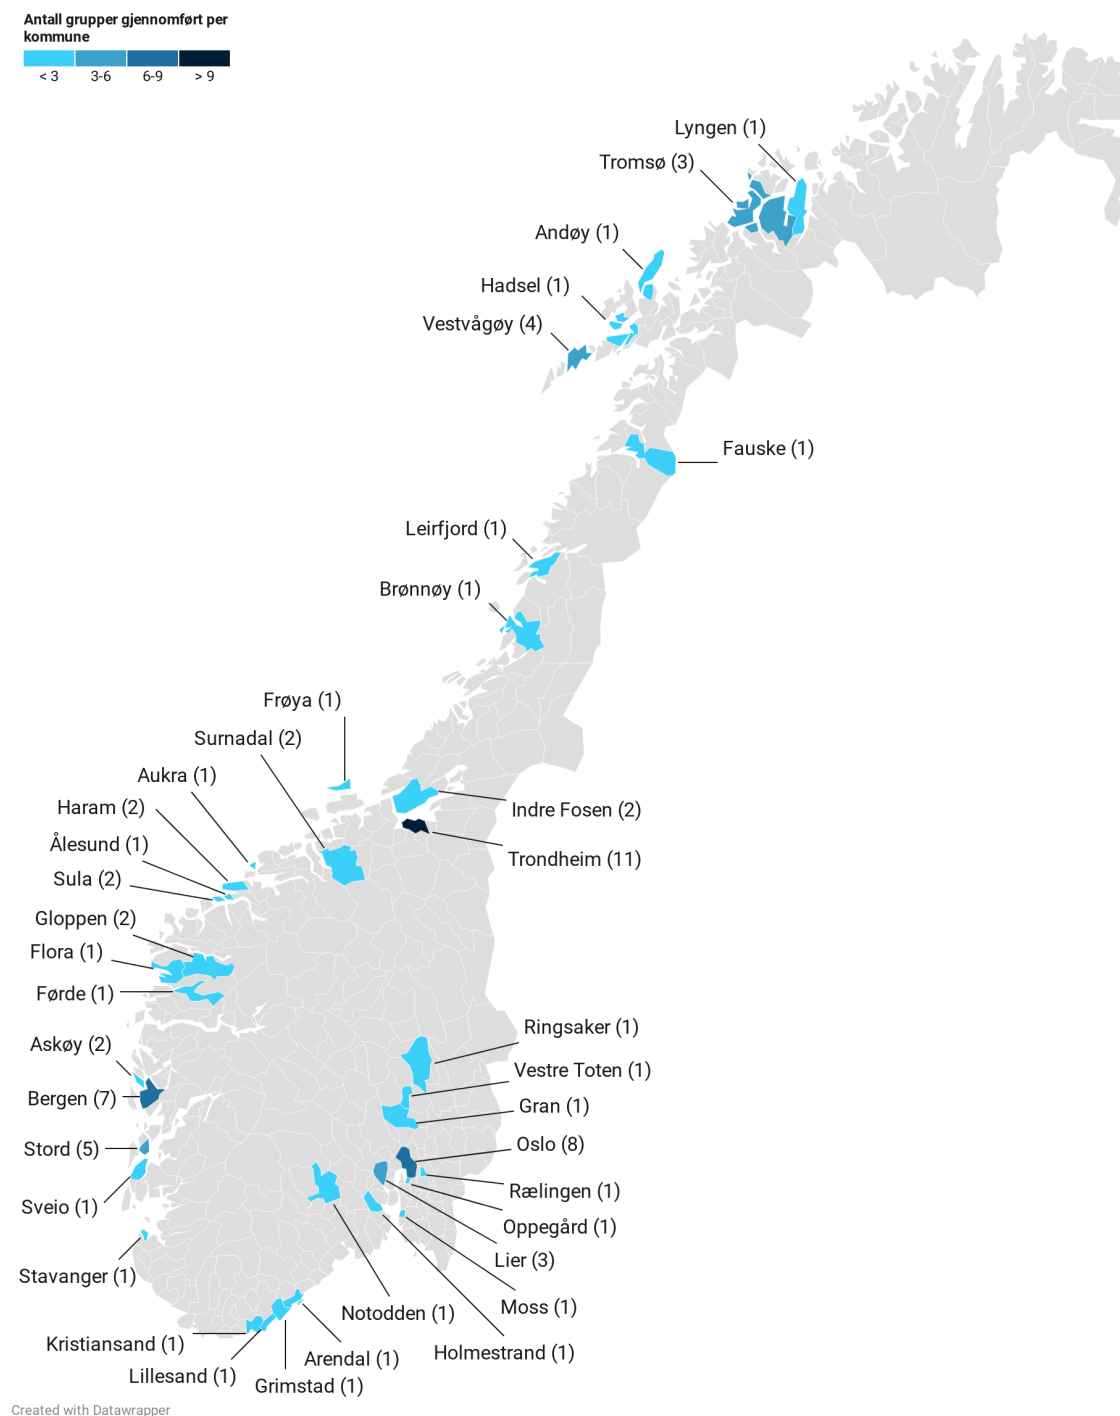 Antall grupper gjennomført per
kommune
< 3 3-6 6-9 > 9
Lyngen (1)
Tromsø (3)
Andøy (1)
Hadsel (1)
Vestvågøy (4)
Fauske (1)
Leirfjord (1)
Brønnøy (1)
Frøya (1)
Surnadal (2)
Aukra (1)
Haram (2)
Indre Fosen (2)
Ålesund (1)
Trondheim (11)
Sula (2)
Gloppen (2)
Flora (1)
Førde (1)
Ringsaker (1)
Askøy (2)
Vestre Toten (1)
Bergen (7)
Gran (1)
Oslo (8)
Stord (5)
Rælingen (1)
Sveio (1)
Oppegård (1)
Lier (3)
Stavanger (1)
Moss (1)
Notodden (1)
Kristiansand (1)
Holmestrand (1)
Arendal (1)
Lillesand (1)
Grimstad (1)
Created with Datawrapper